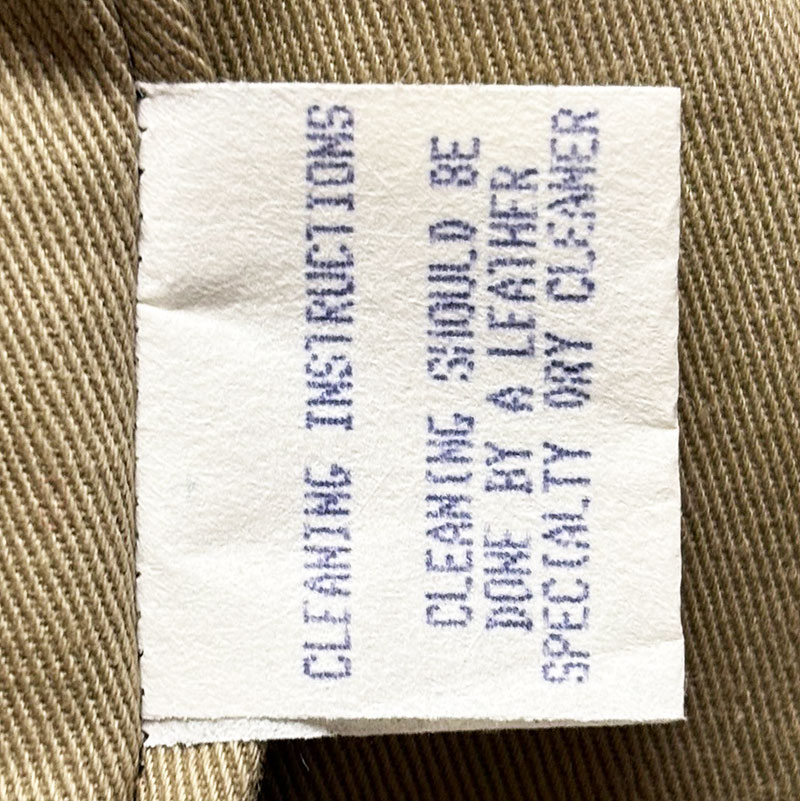 CLEANING INSTRUCTIONS
CLEANING SHOULD BE
DONE BY A LEATHER
SPECIALTY DRY CLEANER